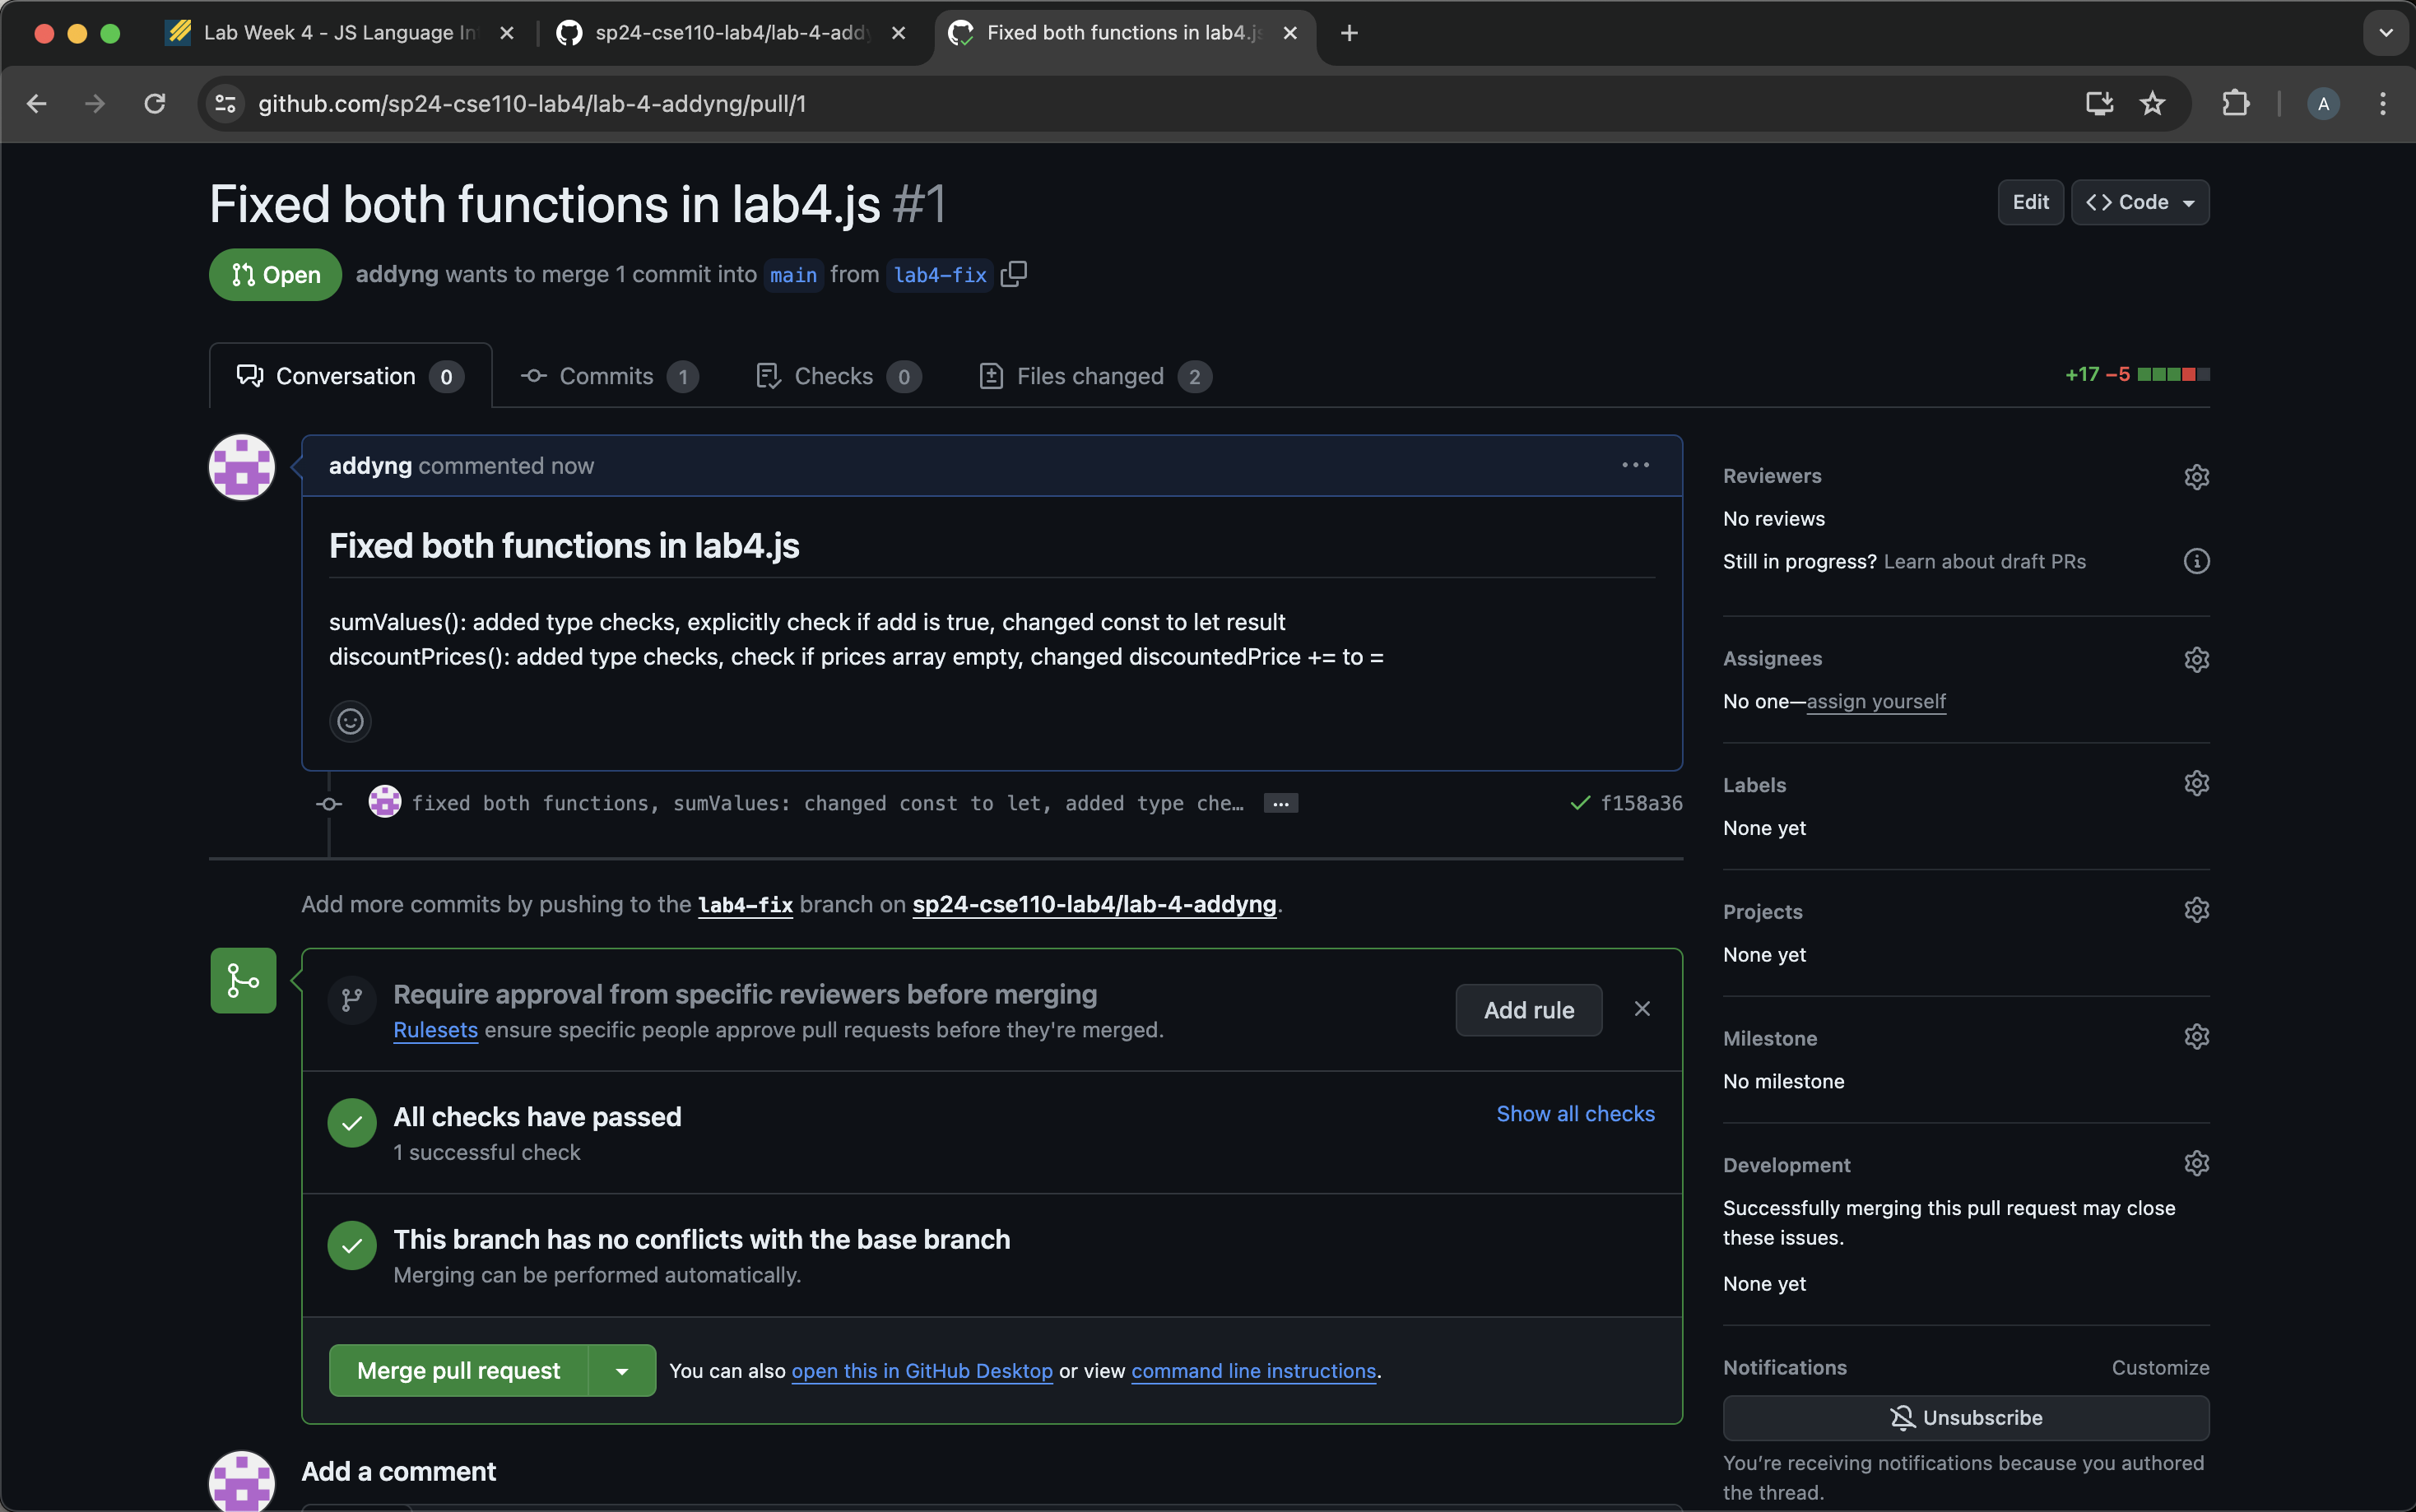 Lab Week 4 - JS Language In
sp24-cse110-lab4/lab-4-addy
Fixed both functions in lab4.js
github.com/sp24-cse110-lab4/lab-4-addyng/pull/1
A
Fixed both functions in lab4.js #1
Edit
<> Code
Open
addyng wants to merge 1 commit into main from lab4-fix
Conversation 0
Commits 1
Checks 0
Files changed 2
+17 −5
addyng commented now
Fixed both functions in lab4.js
sumValues(): added type checks, explicitly check if add is true, changed const to let result
discountPrices(): added type checks, check if prices array empty, changed discountedPrice += to =
fixed both functions, sumValues: changed const to let, added type che… …
f158a36
Add more commits by pushing to the lab4-fix branch on sp24-cse110-lab4/lab-4-addyng.
Require approval from specific reviewers before merging
Rulesets ensure specific people approve pull requests before they're merged.
Add rule
All checks have passed
1 successful check
Show all checks
This branch has no conflicts with the base branch
Merging can be performed automatically.
Merge pull request
You can also open this in GitHub Desktop or view command line instructions.
Add a comment
Reviewers
No reviews
Still in progress? Learn about draft PRs
Assignees
No one—assign yourself
Labels
None yet
Projects
None yet
Milestone
No milestone
Development
Successfully merging this pull request may close
these issues.
None yet
Notifications
Customize
Unsubscribe
You're receiving notifications because you authored
the thread.